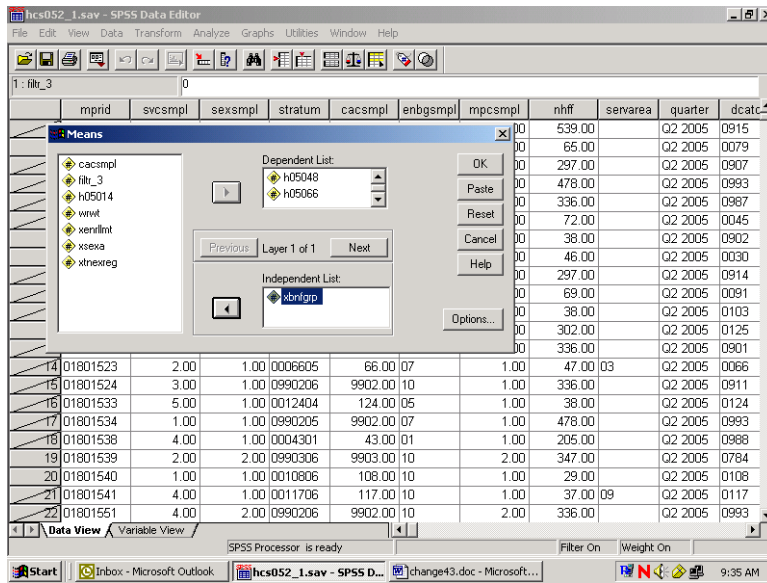 hcs052_1.sav - SPSS Data Editor
File Edit View Data Transform Analyze Graphs Utilities Window Help
1 : filtr_3 0
mprid svcsmpl sexsmpl stratum cacsmpl enbgsmpl mpcsmpl nhff servarea quarter dcatc
Means
cacsmpl
filtr_3
h05014
wrwt
xenrllmt
xsexa
xtnexreg
Dependent List:
h05048
h05066
Previous Layer 1 of 1 Next
Independent List:
xbnfgrp
OK
Paste
Reset
Cancel
Help
Options...
00 539.00 Q2 2005 0915
00 65.00 Q2 2005 0079
00 297.00 Q2 2005 0907
00 478.00 Q2 2005 0993
00 336.00 Q2 2005 0987
00 72.00 Q2 2005 0045
00 38.00 Q2 2005 0902
00 46.00 Q2 2005 0030
00 297.00 Q2 2005 0914
00 69.00 Q2 2005 0091
00 38.00 Q2 2005 0103
00 302.00 Q2 2005 0125
00 336.00 Q2 2005 0901
14 01801523 2.00 1.00 0006605 66.00 07 1.00 47.00 03 Q2 2005 0066
15 01801524 3.00 1.00 0990206 9902.00 10 1.00 336.00 Q2 2005 0911
16 01801533 5.00 1.00 0012404 124.00 05 1.00 38.00 Q2 2005 0124
17 01801534 1.00 1.00 0990205 9902.00 07 1.00 478.00 Q2 2005 0993
18 01801538 4.00 1.00 0004301 43.00 01 1.00 205.00 Q2 2005 0988
19 01801539 2.00 2.00 0990306 9903.00 10 2.00 347.00 Q2 2005 0784
20 01801540 1.00 1.00 0010806 108.00 10 1.00 29.00 Q2 2005 0108
21 01801541 4.00 1.00 0011706 117.00 10 1.00 37.00 09 Q2 2005 0117
22 01801551 4.00 2.00 0990206 9902.00 10 2.00 336.00 Q2 2005 0993
Data View Variable View
SPSS Processor is ready Filter On Weight On
Start Inbox - Microsoft Outlook hcs052_1.sav - SPSS D... change43.doc - Microsoft... 9:35 AM